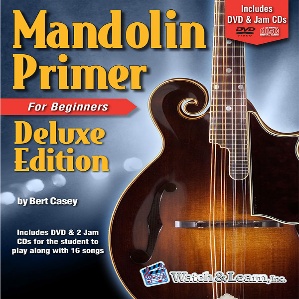 Includes
DVD & Jam CDs
Mandolin
Primer
For Beginners
Deluxe
Edition
by Bert Casey
Includes DVD & 2 Jam
CDs for the student to
play along with 16 songs
Watch & Learn, Inc.